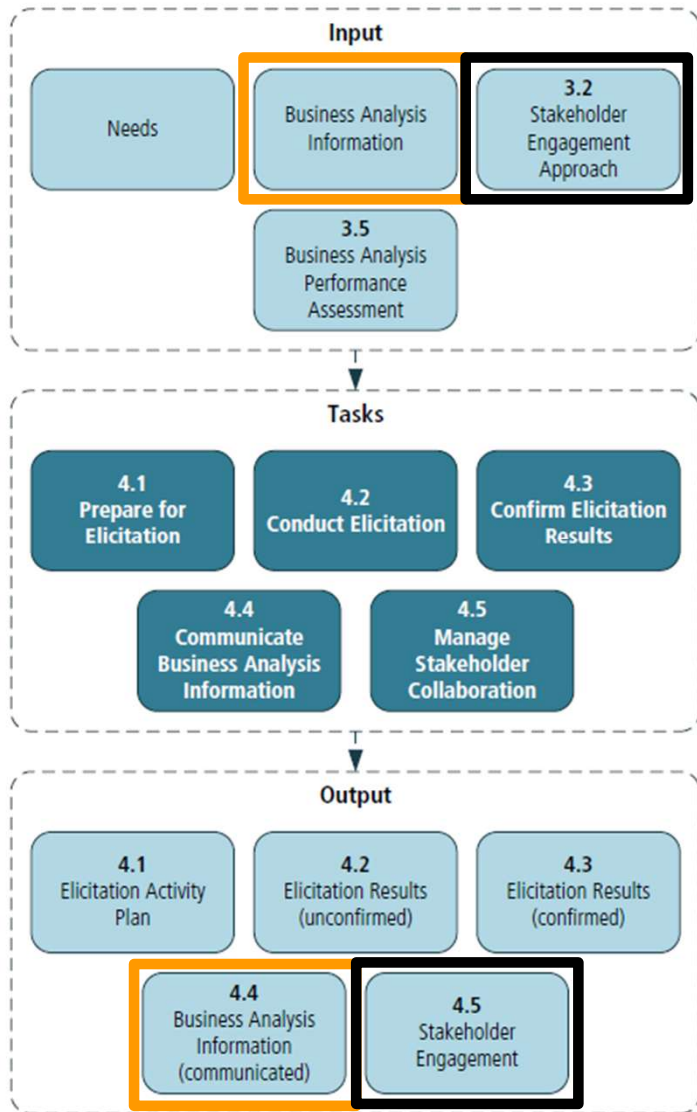 Input
Needs
Business Analysis
Information
3.2
Stakeholder
Engagement
Approach
3.5
Business Analysis
Performance
Assessment
Tasks
4.1
Prepare for
Elicitation
4.2
Conduct Elicitation
4.3
Confirm Elicitation
Results
4.4
Communicate
Business Analysis
Information
4.5
Manage
Stakeholder
Collaboration
Output
4.1
Elicitation Activity
Plan
4.2
Elicitation Results
(unconfirmed)
4.3
Elicitation Results
(confirmed)
4.4
Business Analysis
Information
(communicated)
4.5
Stakeholder
Engagement